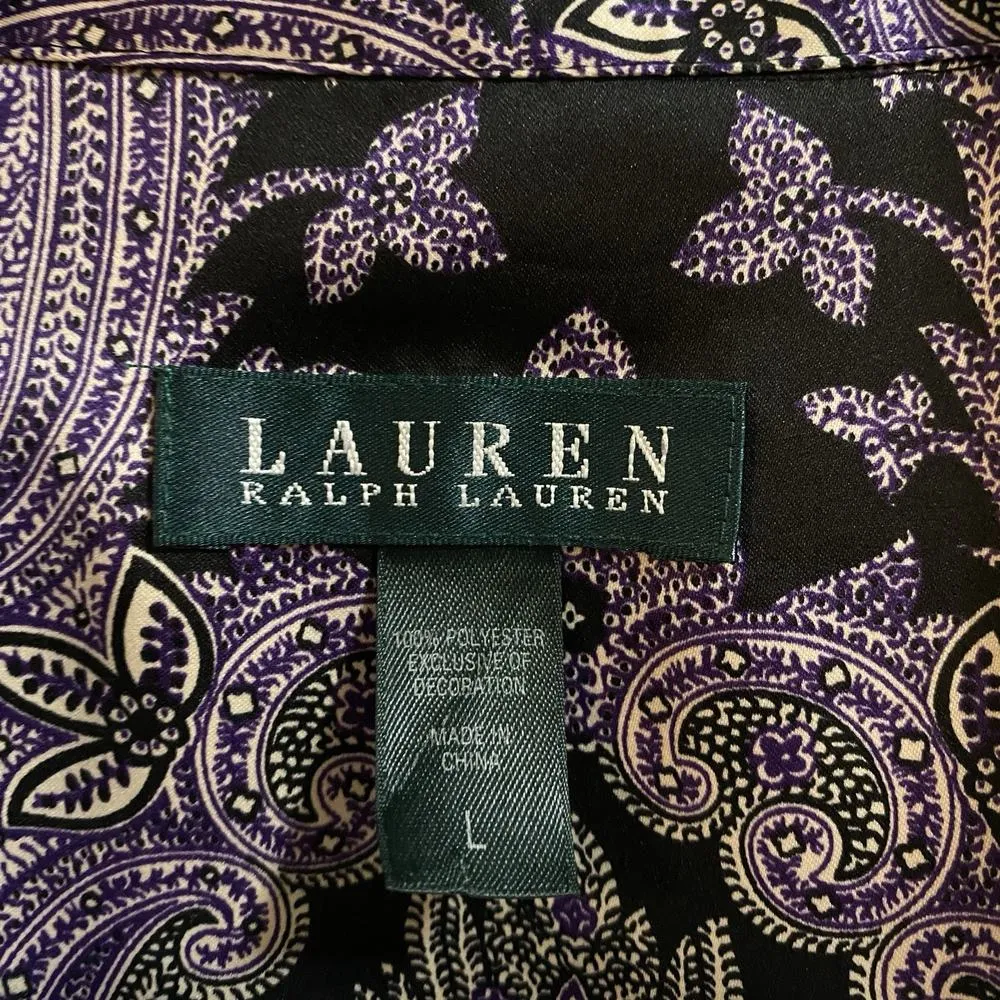 LAUREN
RALPH LAUREN
100% POLYESTER
EXCLUSIVE OF
DECORATION
MADE IN
CHINA
L